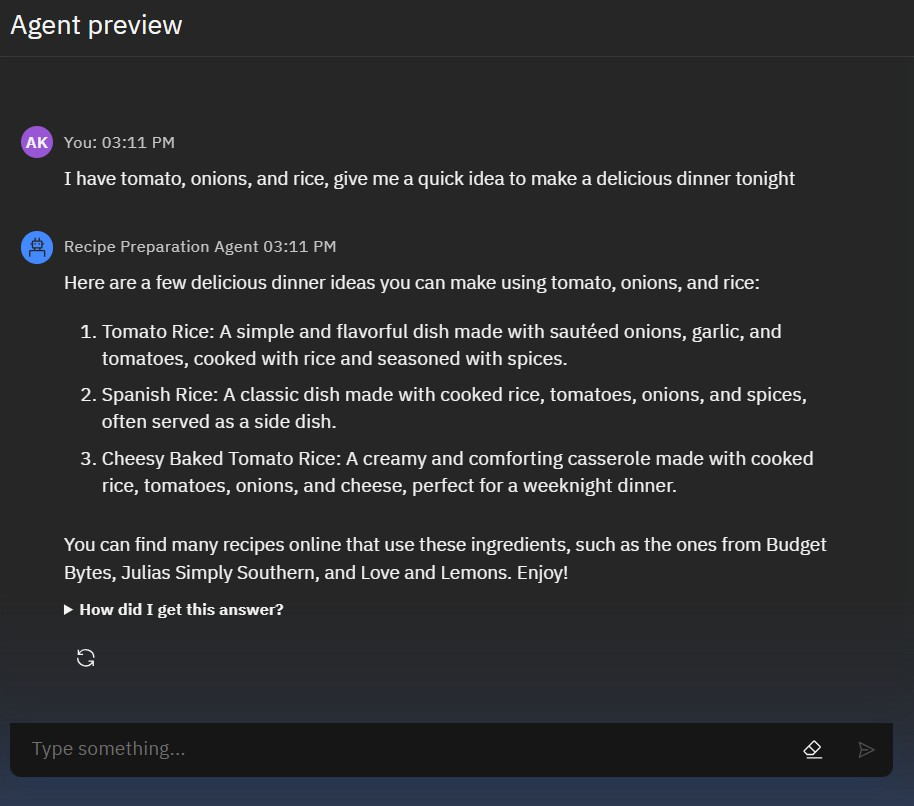 Agent preview
AK
You: 03:11 PM
I have tomato, onions, and rice, give me a quick idea to make a delicious dinner tonight
Recipe Preparation Agent 03:11 PM
Here are a few delicious dinner ideas you can make using tomato, onions, and rice:
1. Tomato Rice: A simple and flavorful dish made with sautéed onions, garlic, and
tomatoes, cooked with rice and seasoned with spices.
2. Spanish Rice: A classic dish made with cooked rice, tomatoes, onions, and spices,
often served as a side dish.
3. Cheesy Baked Tomato Rice: A creamy and comforting casserole made with cooked
rice, tomatoes, onions, and cheese, perfect for a weeknight dinner.
You can find many recipes online that use these ingredients, such as the ones from Budget
Bytes, Julias Simply Southern, and Love and Lemons. Enjoy!
How did I get this answer?
Type something...